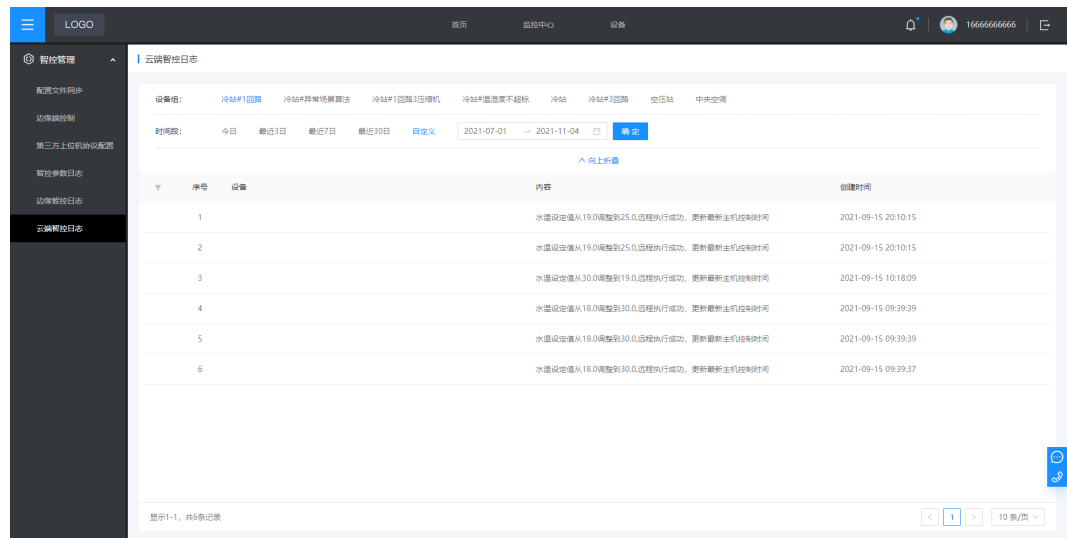 LOGO 首页 监控中心 设备 16666666666
智控管理
配置文件同步
边缘端控制
第三方上位机协议配置
智控参数日志
边缘智控日志
云端智控日志
云端智控日志
设备组: 冷站#1回路 冷站#异常场景算法 冷站#1回路3压缩机 冷站#温湿度不超标 冷站 冷站#3回路 空压站 中央空调
时间段: 今日 最近3日 最近7日 最近30日 自定义 2021-07-01 → 2021-11-04 确定
向上折叠
序号 设备 内容 创建时间
1 水温设定值从19.0调整到25.0,远程执行成功，更新最新主机控制时间 2021-09-15 20:10:15
2 水温设定值从19.0调整到25.0,远程执行成功，更新最新主机控制时间 2021-09-15 20:10:15
3 水温设定值从30.0调整到19.0,远程执行成功，更新最新主机控制时间 2021-09-15 10:18:09
4 水温设定值从18.0调整到30.0,远程执行成功，更新最新主机控制时间 2021-09-15 09:39:39
5 水温设定值从18.0调整到30.0,远程执行成功，更新最新主机控制时间 2021-09-15 09:39:39
6 水温设定值从18.0调整到30.0,远程执行成功，更新最新主机控制时间 2021-09-15 09:39:37
显示1-1，共6条记录 < 1 > 10 条/页